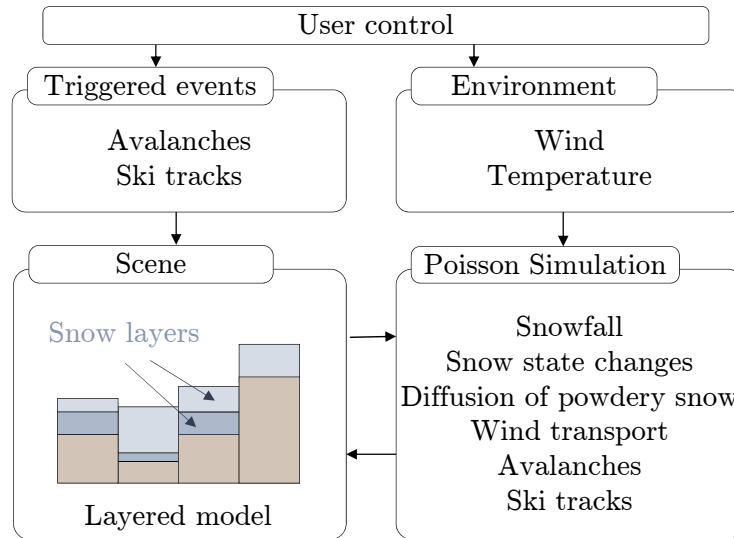 User control
Triggered events
Avalanches
Ski tracks
Environment
Wind
Temperature
Scene
Snow layers
Layered model
Poisson Simulation
Snowfall
Snow state changes
Diffusion of powdery snow
Wind transport
Avalanches
Ski tracks